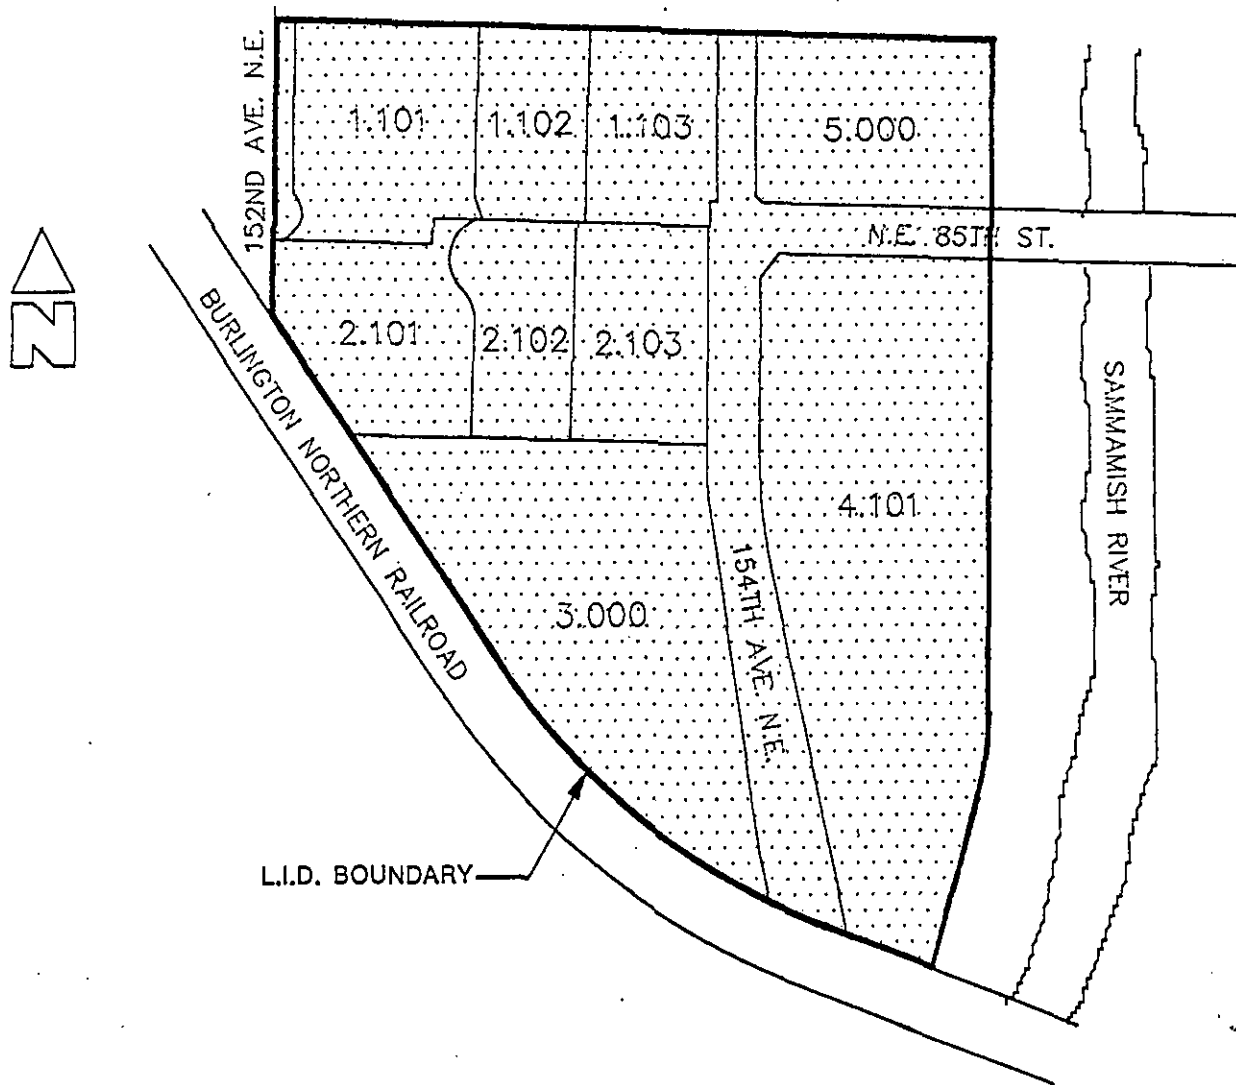 152ND AVE. N.E.
1.101
1.102
1.103
5.000
N.E. 85TH ST.
N
2.101
2.102
2.103
BURLINGTON NORTHERN RAILROAD
SAMMAMISH RIVER
4.101
154TH AVE. N.E.
3.000
L.I.D. BOUNDARY